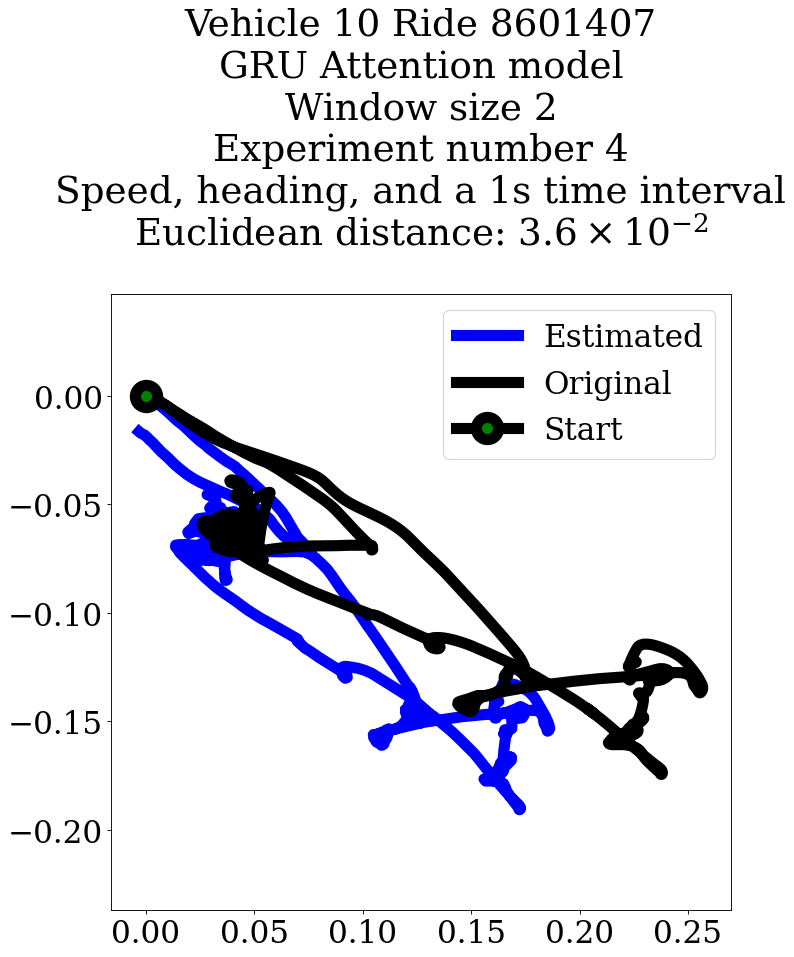 Vehicle 10 Ride 8601407
GRU Attention model
Window size 2
Experiment number 4
Speed, heading, and a 1s time interval
Euclidean distance: 3.6 × 10⁻²
Estimated
Original
Start
0.00
−0.05
−0.10
−0.15
−0.20
0.00 0.05 0.10 0.15 0.20 0.25